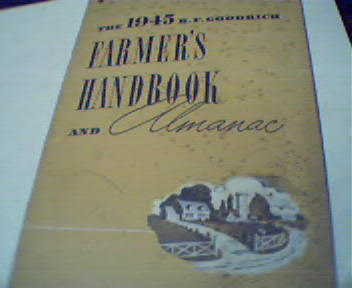 THE 1945 B.F. GOODRICH
FARMER'S
HANDBOOK
AND Almanac